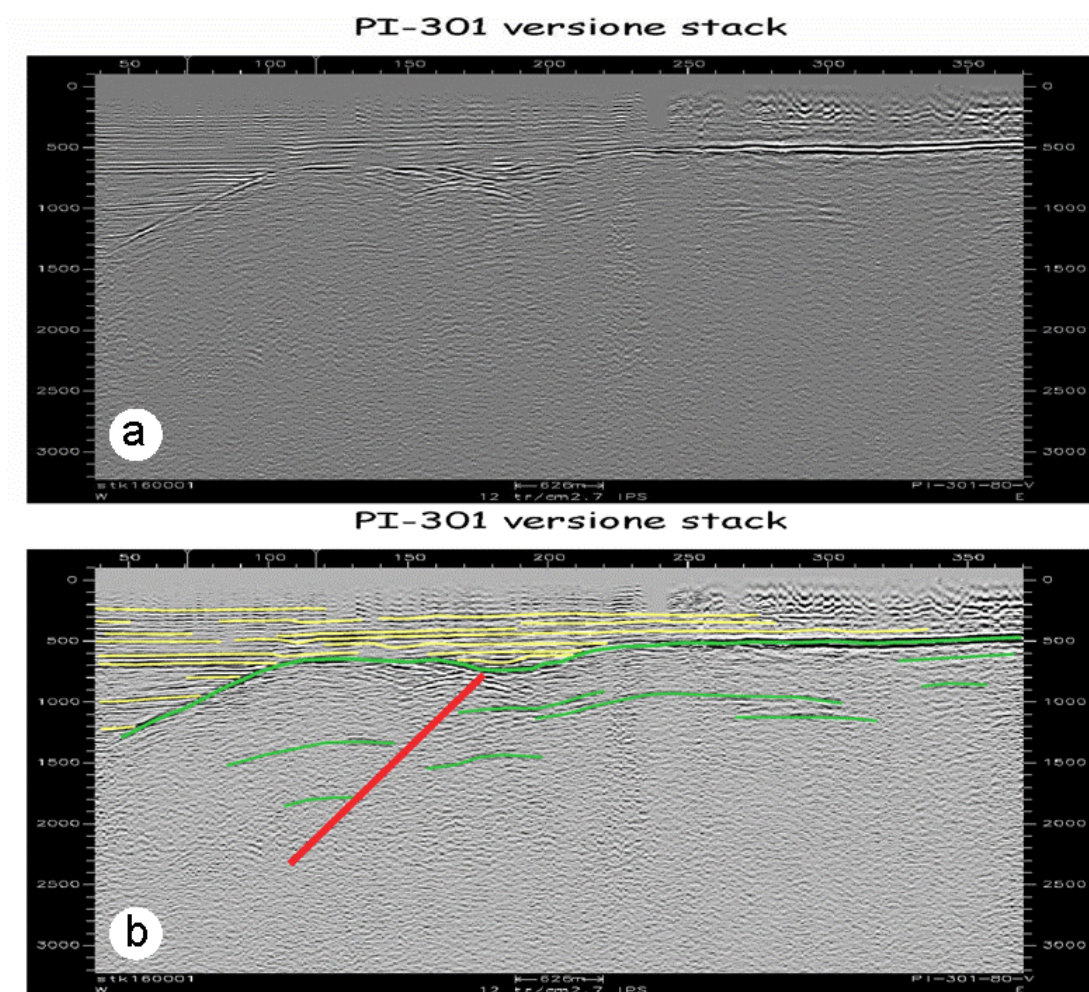 PI-301 versione stack
50 100 150 200 250 300 350
0 0
500 500
1000 1000
1500 1500
2000 2000
2500 2500
3000 3000
a
stk160001 626m PI-301-80-V
W 12 tr/cm2.7 IPS E
PI-301 versione stack
50 100 150 200 250 300 350
0 0
500 500
1000 1000
1500 1500
2000 2000
2500 2500
3000 3000
b
stk160001 626m PI-301-80-V
W 12 tr/cm2.7 IPS E